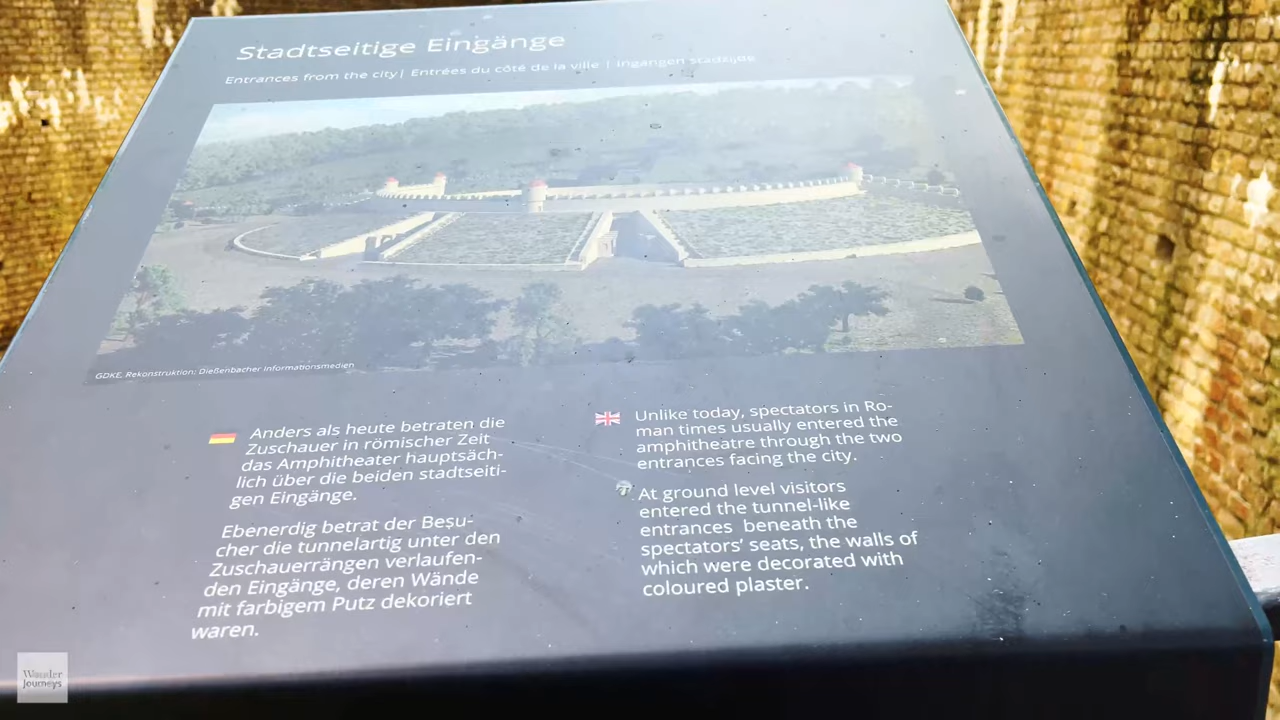 Stadtseitige Eingänge
Entrances from the city| Entrées du côté de la ville | Ingangen stadzijde
GDKE, Rekonstruktion: Dießenbacher Informationsmedien
Anders als heute betraten die
Zuschauer in römischer Zeit
das Amphitheater hauptsäch-
lich über die beiden stadtseiti-
gen Eingänge.
Ebenerdig betrat der Besu-
cher die tunnelartig unter den
Zuschauerrängen verlaufen-
den Eingänge, deren Wände
mit farbigem Putz dekoriert
waren.
Unlike today, spectators in Ro-
man times usually entered the
amphitheatre through the two
entrances facing the city.
At ground level visitors
entered the tunnel-like
entrances beneath the
spectators' seats, the walls of
which were decorated with
coloured plaster.
Wander
Journeys